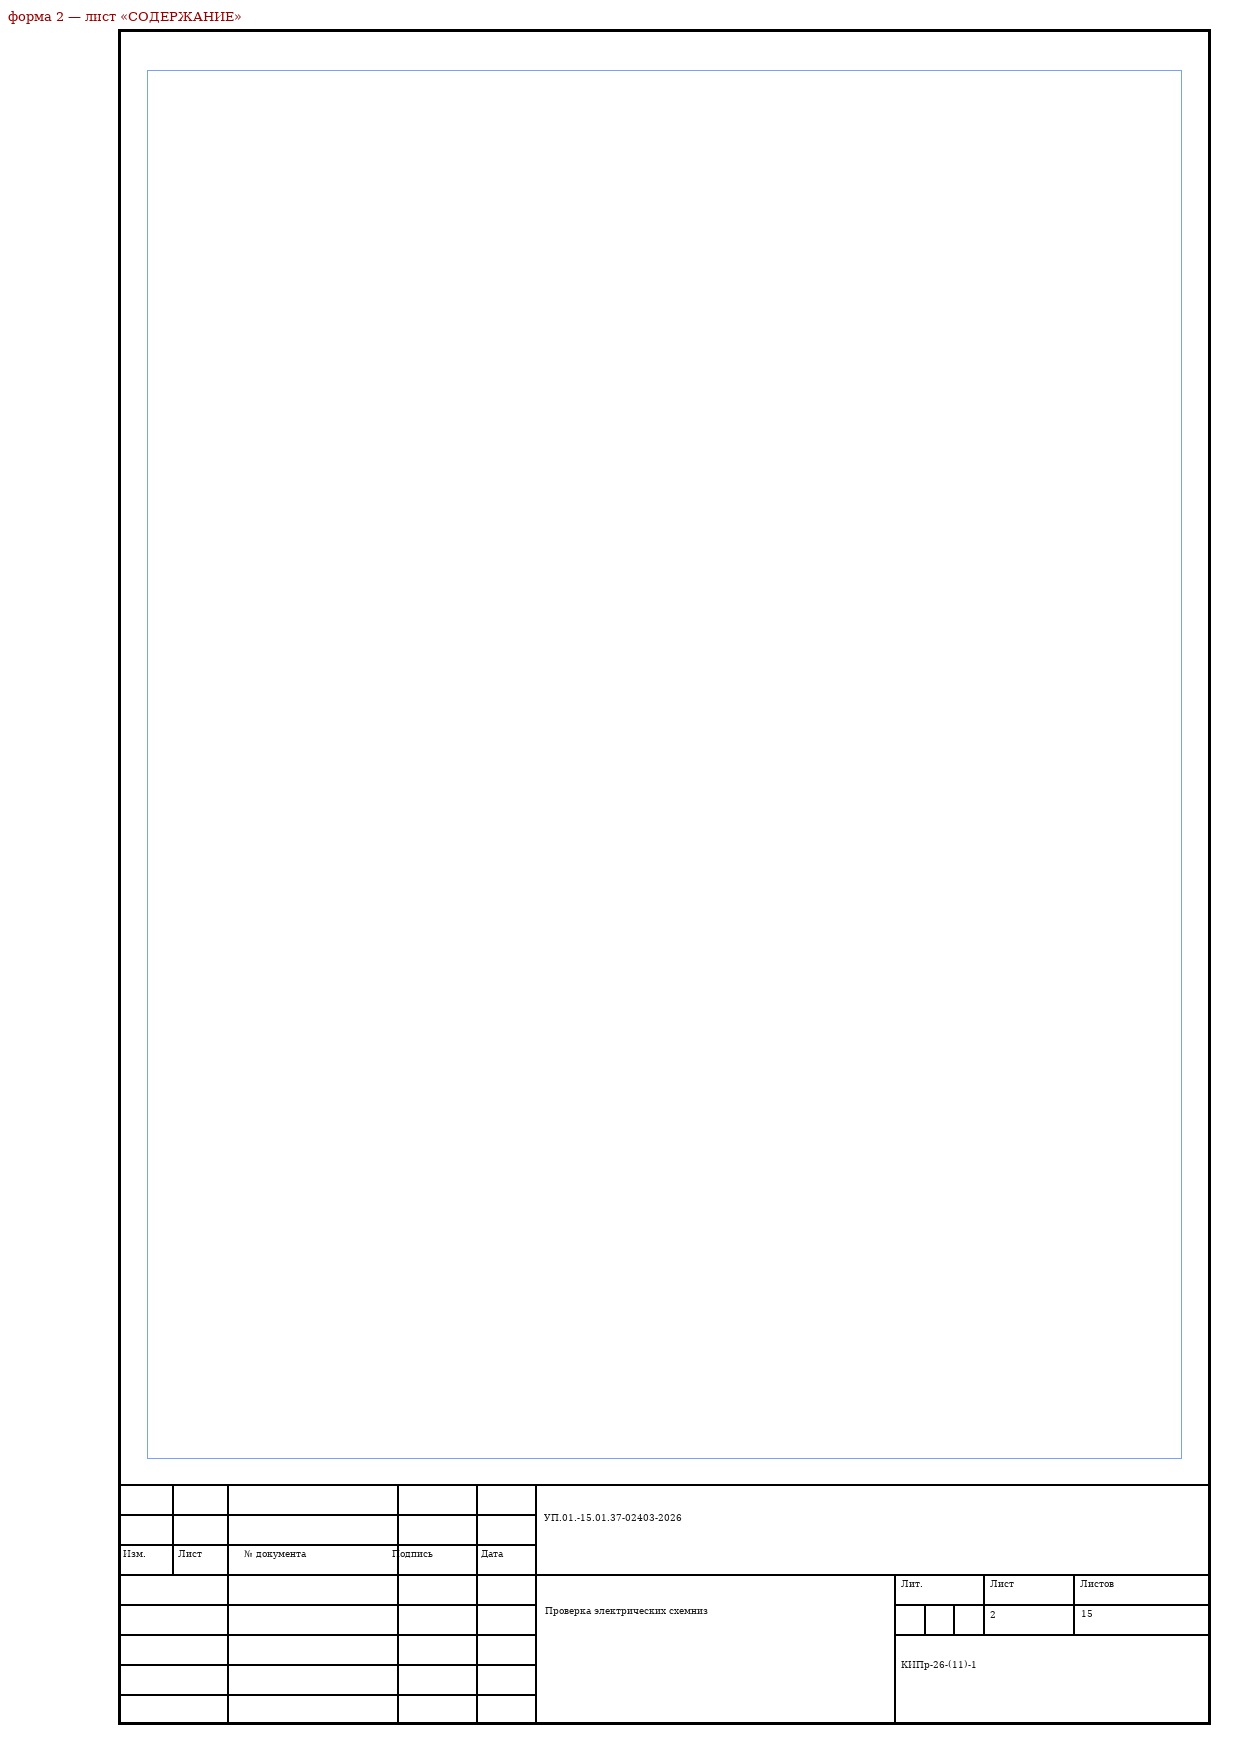 форма 2 — лист «СОДЕРЖАНИЕ»
УП.01.-15.01.37-02403-2026
Изм. Лист № документа Подпись Дата
Лит. Лист Листов
Проверка электрических схемниз
2 15
КИПр-26-(11)-1